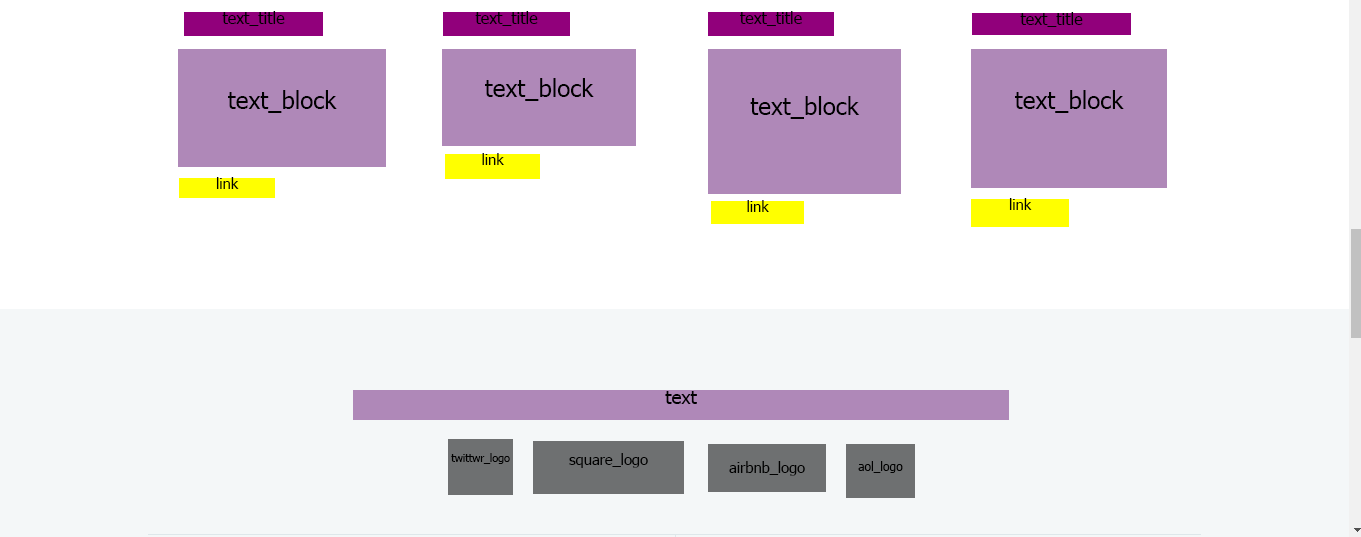 text_title text_title text_title text_title
text_block text_block text_block text_block
link link link link
text
twittwr_logo square_logo airbnb_logo aol_logo